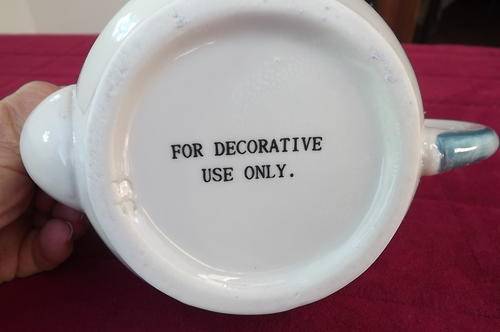 FOR DECORATIVE
USE ONLY.